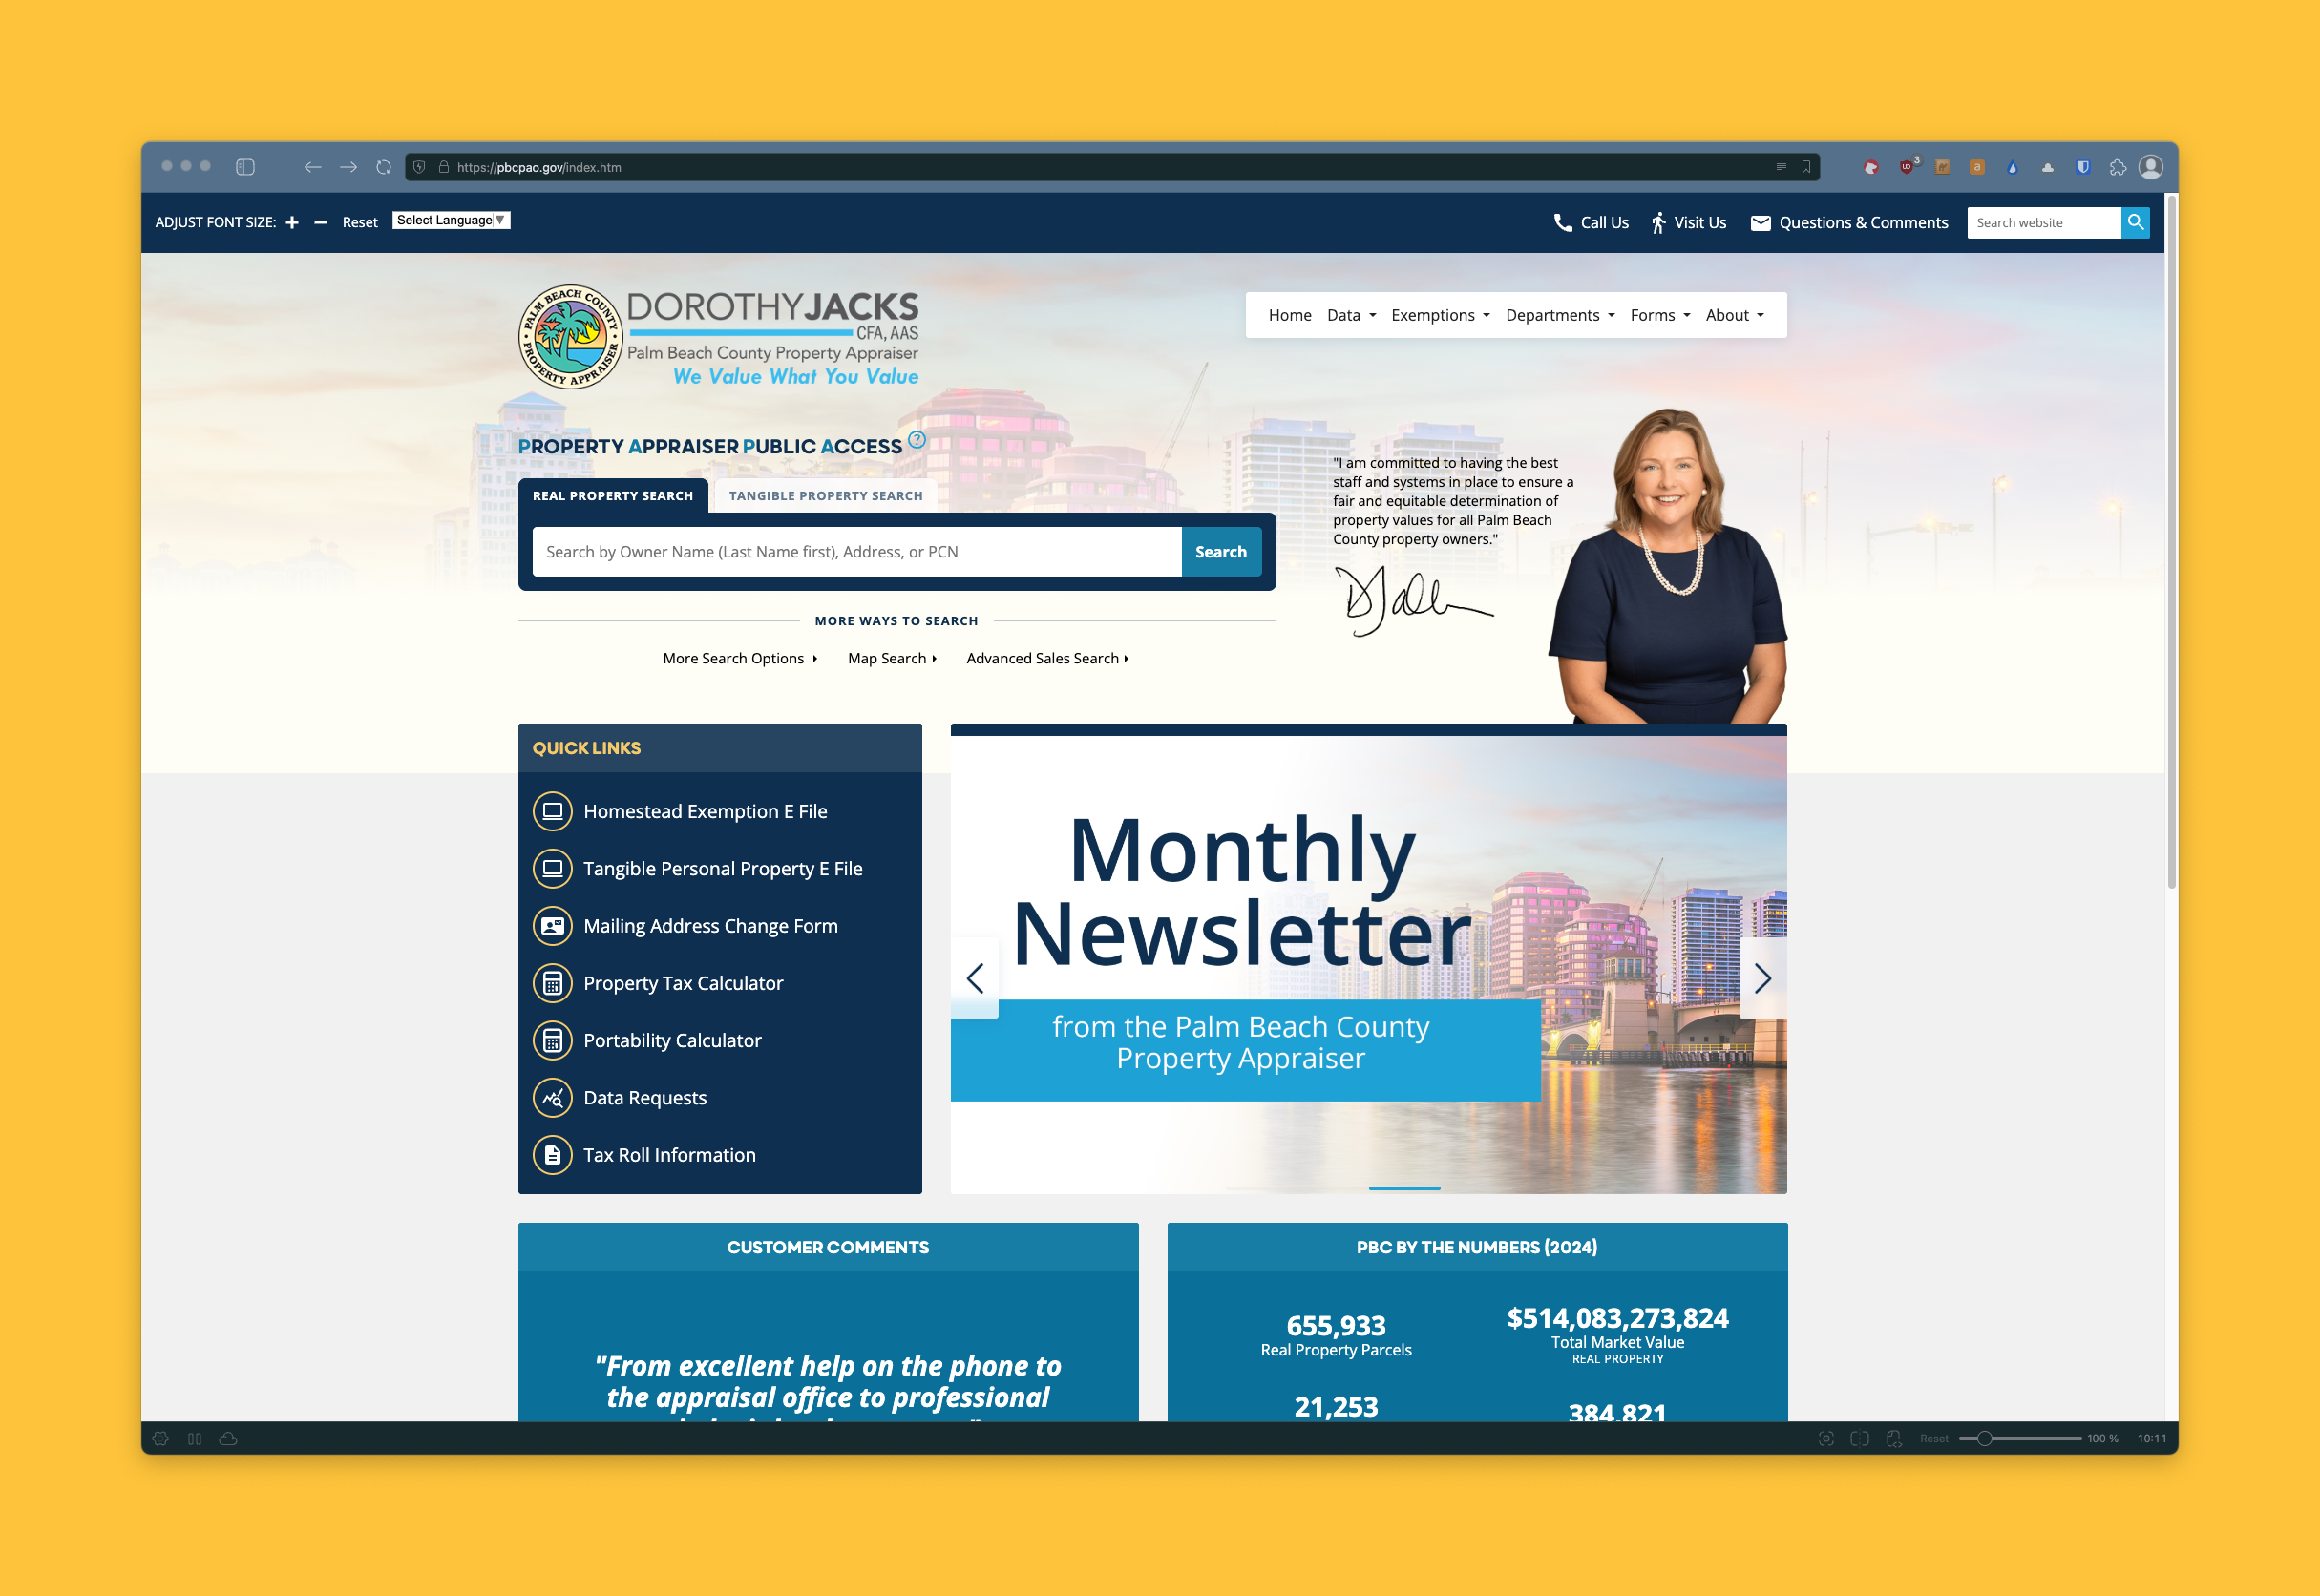 https://pbcpao.gov/index.htm
3
ADJUST FONT SIZE: + − Reset
Select Language ▼
Call Us
Visit Us
Questions & Comments
Search website
PALM BEACH COUNTY
PROPERTY APPRAISER
DOROTHYJACKS
CFA, AAS
Palm Beach County Property Appraiser
We Value What You Value
Home
Data
Exemptions
Departments
Forms
About
PROPERTY APPRAISER PUBLIC ACCESS ?
REAL PROPERTY SEARCH
TANGIBLE PROPERTY SEARCH
Search by Owner Name (Last Name first), Address, or PCN
Search
MORE WAYS TO SEARCH
More Search Options
Map Search
Advanced Sales Search
"I am committed to having the best
staff and systems in place to ensure a
fair and equitable determination of
property values for all Palm Beach
County property owners."
QUICK LINKS
Homestead Exemption E File
Tangible Personal Property E File
Mailing Address Change Form
Property Tax Calculator
Portability Calculator
Data Requests
Tax Roll Information
Monthly
Newsletter
from the Palm Beach County
Property Appraiser
CUSTOMER COMMENTS
"From excellent help on the phone to
the appraisal office to professional
PBC BY THE NUMBERS (2024)
655,933
Real Property Parcels
$514,083,273,824
Total Market Value
REAL PROPERTY
21,253
384,821
Reset
100 %
10:11